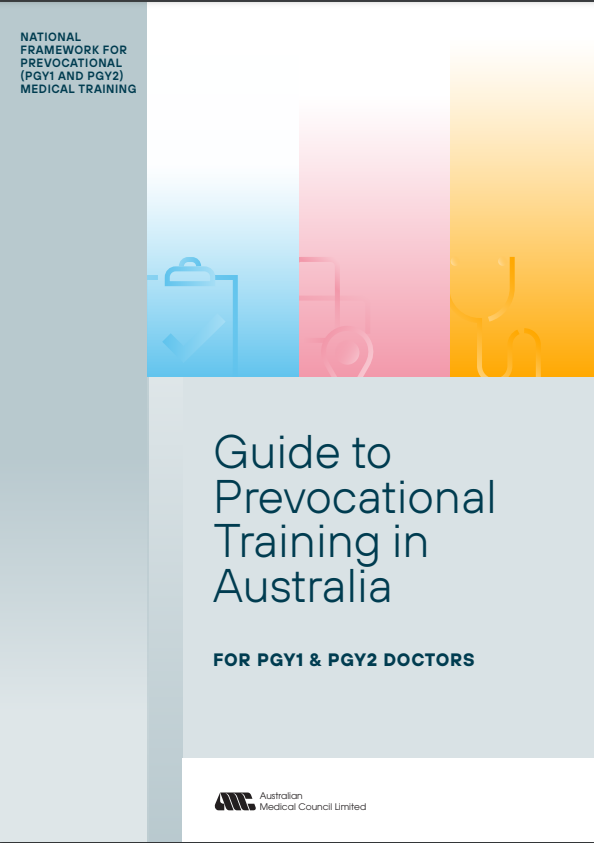 NATIONAL
FRAMEWORK FOR
PREVOCATIONAL
(PGY1 AND PGY2)
MEDICAL TRAINING
Guide to
Prevocational
Training in
Australia
FOR PGY1 & PGY2 DOCTORS
AMC
Australian
Medical Council Limited